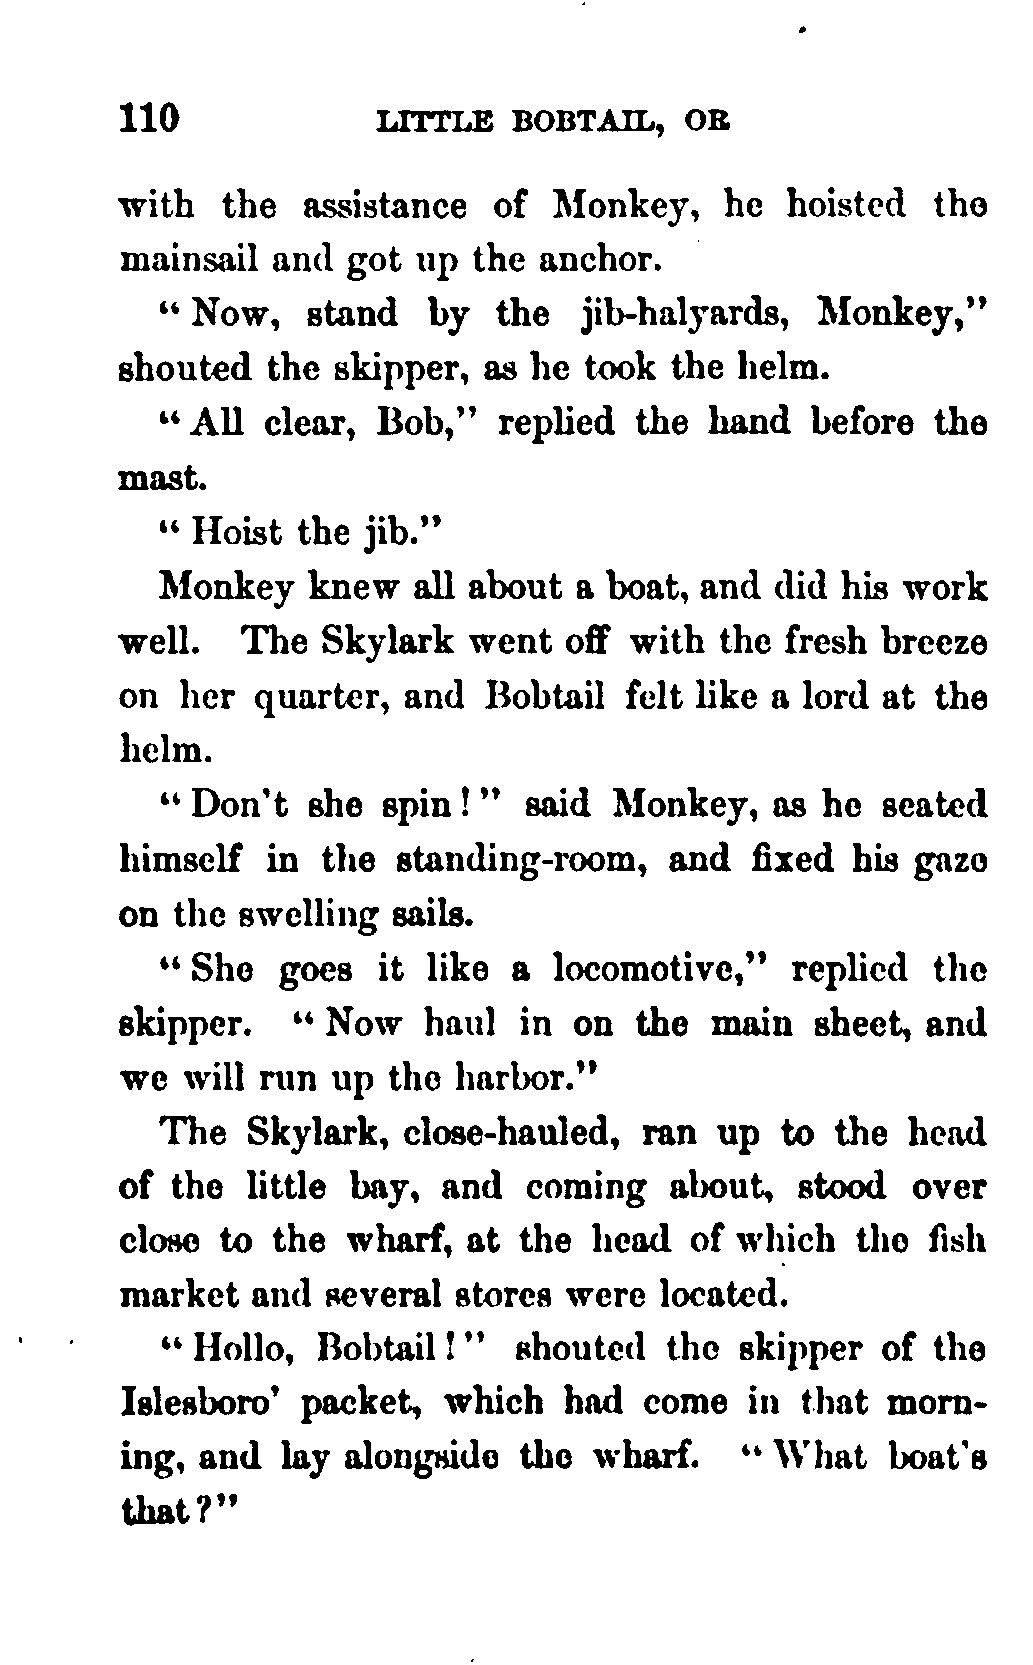 110 LITTLE BOBTAIL, OR
with the assistance of Monkey, he hoisted the
mainsail and got up the anchor.
"Now, stand by the jib-halyards, Monkey,"
shouted the skipper, as he took the helm.
"All clear, Bob," replied the hand before the
mast.
"Hoist the jib."
Monkey knew all about a boat, and did his work
well. The Skylark went off with the fresh breeze
on her quarter, and Bobtail felt like a lord at the
helm.
"Don't she spin!" said Monkey, as he seated
himself in the standing-room, and fixed his gaze
on the swelling sails.
"She goes it like a locomotive," replied the
skipper. "Now haul in on the main sheet, and
we will run up the harbor."
The Skylark, close-hauled, ran up to the head
of the little bay, and coming about, stood over
close to the wharf, at the head of which the fish
market and several stores were located.
"Hollo, Bobtail!" shouted the skipper of the
Islesboro' packet, which had come in that morn-
ing, and lay alongside the wharf. "What boat's
that?"